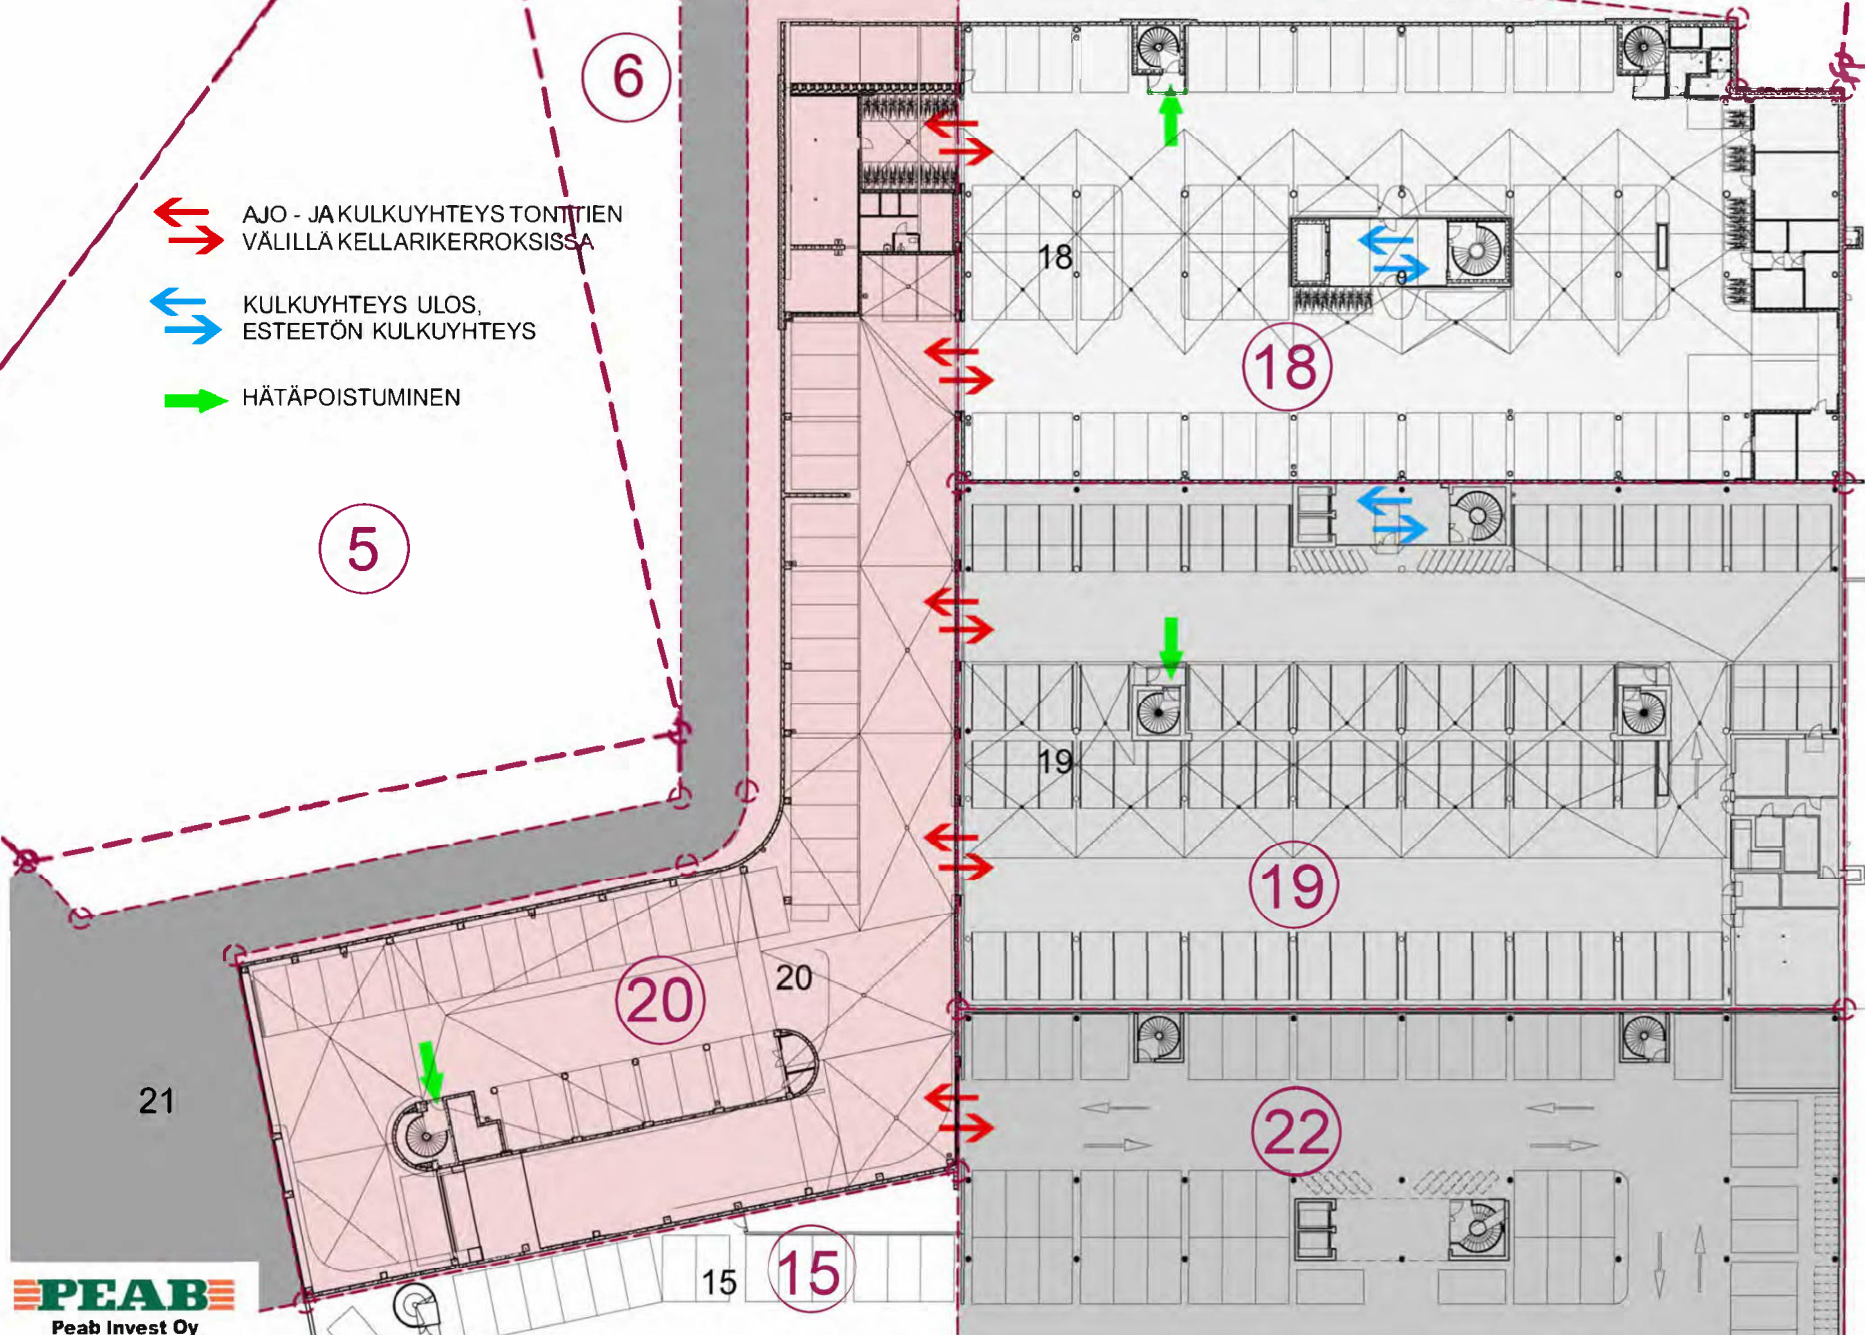 6
AJO - JA KULKUYHTEYS TONTTIEN
VÄLILLÄ KELLARIKERROKSISSA
18
KULKUYHTEYS ULOS,
ESTEETÖN KULKUYHTEYS
18
HÄTÄPOISTUMINEN
5
19
19
20
20
21
22
15
15
PEAB
Peab Invest Oy